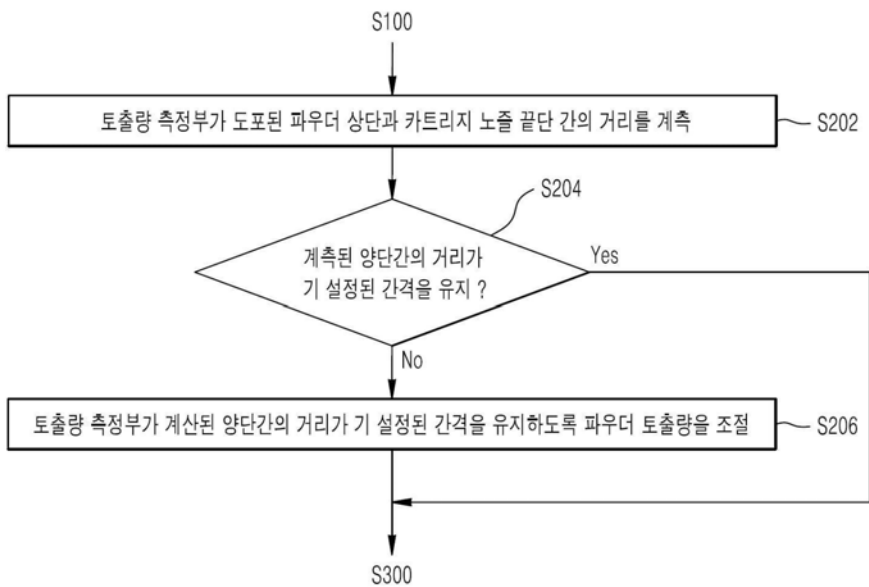 S100
토출량 측정부가 도포된 파우더 상단과 카트리지 노즐 끝단 간의 거리를 계측
S202
S204
계측된 양단간의 거리가
기 설정된 간격을 유지 ?
Yes
No
토출량 측정부가 계산된 양단간의 거리가 기 설정된 간격을 유지하도록 파우더 토출량을 조절
S206
S300